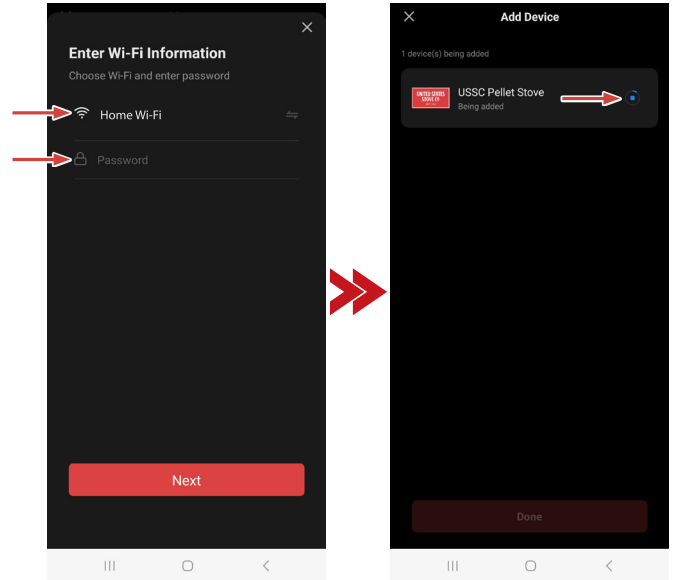 Enter Wi-Fi Information
Choose Wi-Fi and enter password
Home Wi-Fi
Password
Next
Add Device
1 device(s) being added
UNITED STATES
STOVE CO
USSC Pellet Stove
Being added
Done